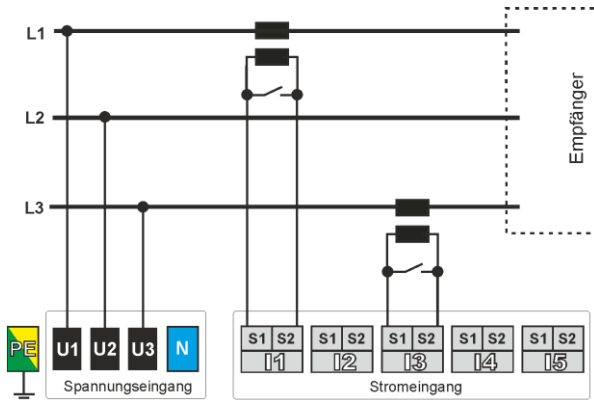 L1
L2
L3
Empfänger
PE U1 U2 U3 N
S1 S2 S1 S2 S1 S2 S1 S2 S1 S2
I1 I2 I3 I4 I5
Spannungseingang
Stromeingang